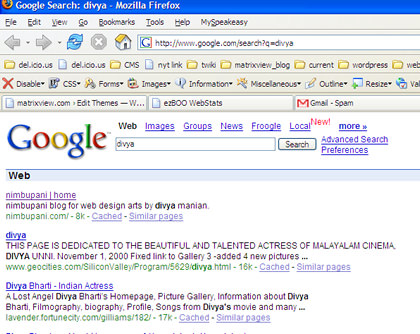 Google Search: divya - Mozilla Firefox
File Edit View Go Bookmarks Tools Help MySpeakeasy
http://www.google.com/search?q=divya
del.icio.us del.icio.us CMS nyt link twiki matrixview_blog current wordpress web
Disable CSS Forms Images Information Miscellaneous Outline Resize Vali
matrixview.com › Edit Themes — W... ezBOO WebStats Gmail - Spam
Google
Web Images Groups News Froogle Local New! more »
divya Search Advanced Search
Preferences
Web
nimbupani | home
nimbupani blog for web design arts by divya manian.
nimbupani.com/ - 8k - Cached - Similar pages
divya
THIS PAGE IS DEDICATED TO THE BEAUTIFUL AND TALENTED ACTRESS OF MALAYALAM CINEMA,
DIVYA UNNI. November 1, 2000 Fixed link to Gallery 3 -added 4 new pictures ...
www.geocities.com/SiliconValley/Program/5629/divya.html - 16k - Cached - Similar pages
Divya Bharti - Indian Actress
A Lost Angel Divya Bharti's Homepage, Picture Gallery, Information about Divya
Bharti, Filmography, biography, Profile, Songs from Divya's movie and many ...
lavender.fortunecity.com/gilliams/182/ - 17k - Cached - Similar pages